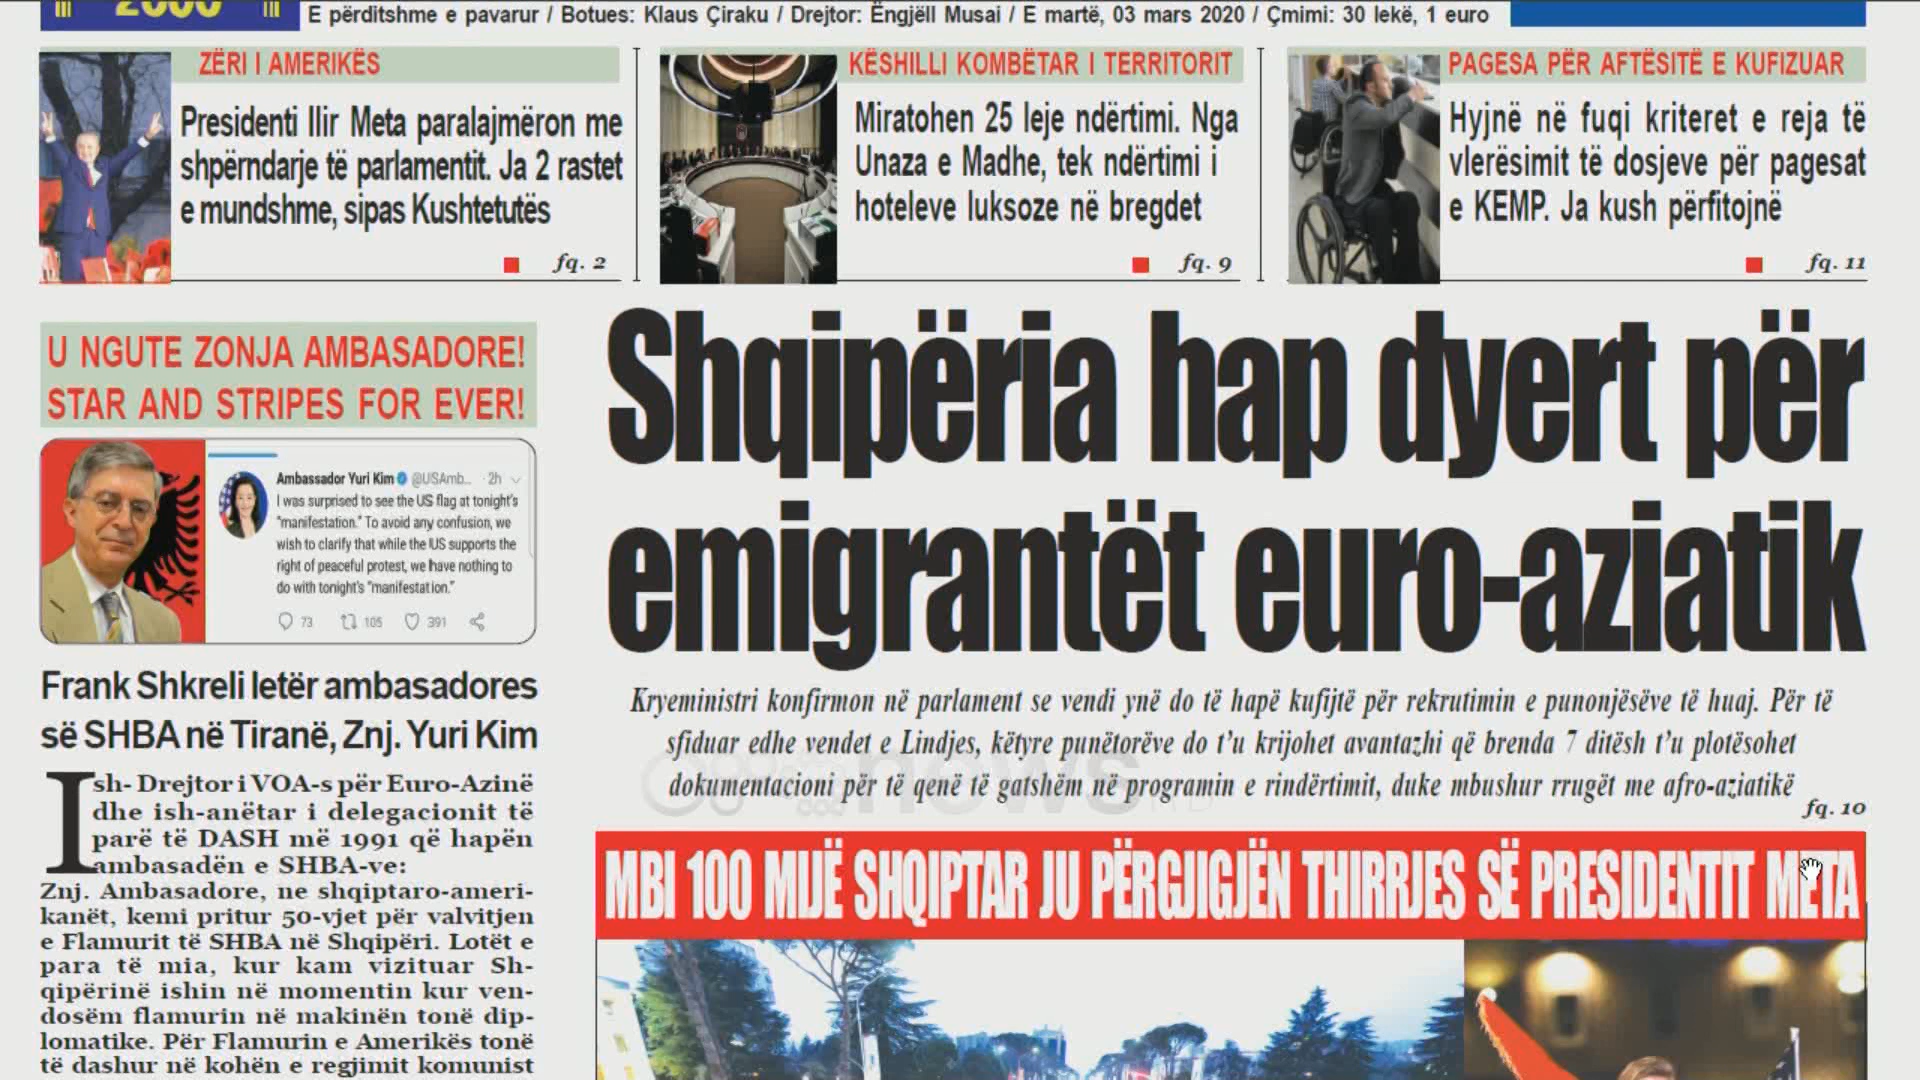 2000
E përditshme e pavarur / Botues: Klaus Çiraku / Drejtor: Ëngjëll Musai / E martë, 03 mars 2020 / Çmimi: 30 lekë, 1 euro
ZËRI I AMERIKËS
Presidenti Ilir Meta paralajmëron me
shpërndarje të parlamentit. Ja 2 rastet
e mundshme, sipas Kushtetutës
fq. 2
KËSHILLI KOMBËTAR I TERRITORIT
Miratohen 25 leje ndërtimi. Nga
Unaza e Madhe, tek ndërtimi i
hoteleve luksoze në bregdet
fq. 9
PAGESA PËR AFTËSITË E KUFIZUAR
Hyjnë në fuqi kriteret e reja të
vlerësimit të dosjeve për pagesat
e KEMP. Ja kush përfitojnë
fq. 11
U NGUTE ZONJA AMBASADORE!
STAR AND STRIPES FOR EVER!
Ambassador Yuri Kim @USAmb... · 2h
I was surprised to see the US flag at tonight's
"manifestation." To avoid any confusion, we
wish to clarify that while the US supports the
right of peaceful protest, we have nothing to
do with tonight's "manifestation."
73 105 391
Frank Shkreli letër ambasadores
së SHBA në Tiranë, Znj. Yuri Kim
Ish- Drejtor i VOA-s për Euro-Azinë
dhe ish-anëtar i delegacionit të
parë të DASH më 1991 që hapën
ambasadën e SHBA-ve:
Znj. Ambasadore, ne shqiptaro-ameri-
kanët, kemi pritur 50-vjet për valvitjen
e Flamurit të SHBA në Shqipëri. Lotët e
para të mia, kur kam vizituar Sh-
qipërinë ishin në momentin kur ven-
dosëm flamurin në makinën tonë dip-
lomatike. Për Flamurin e Amerikës tonë
të dashur në kohën e regjimit komunist
Shqipëria hap dyert për
emigrantët euro-aziatik
Kryeministri konfirmon në parlament se vendi ynë do të hapë kufijtë për rekrutimin e punonjësëve të huaj. Për të
sfiduar edhe vendet e Lindjes, këtyre punëtorëve do t'u krijohet avantazhi që brenda 7 ditësh t'u plotësohet
dokumentacioni për të qenë të gatshëm në programin e rindërtimit, duke mbushur rrugët me afro-aziatikë
fq. 10
news
HD
MBI 100 MIJË SHQIPTAR JU PËRGJIGJËN THIRRJES SË PRESIDENTIT META